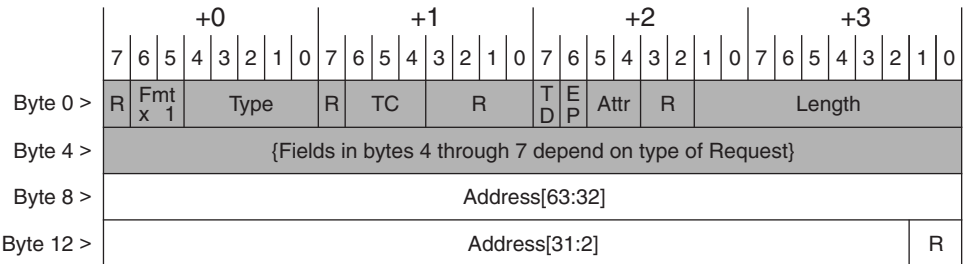 +0 +1 +2 +3
7 6 5 4 3 2 1 0 7 6 5 4 3 2 1 0 7 6 5 4 3 2 1 0 7 6 5 4 3 2 1 0
Byte 0 > R Fmt x 1 Type R TC R TD EP Attr R Length
Byte 4 > {Fields in bytes 4 through 7 depend on type of Request}
Byte 8 > Address[63:32]
Byte 12 > Address[31:2] R